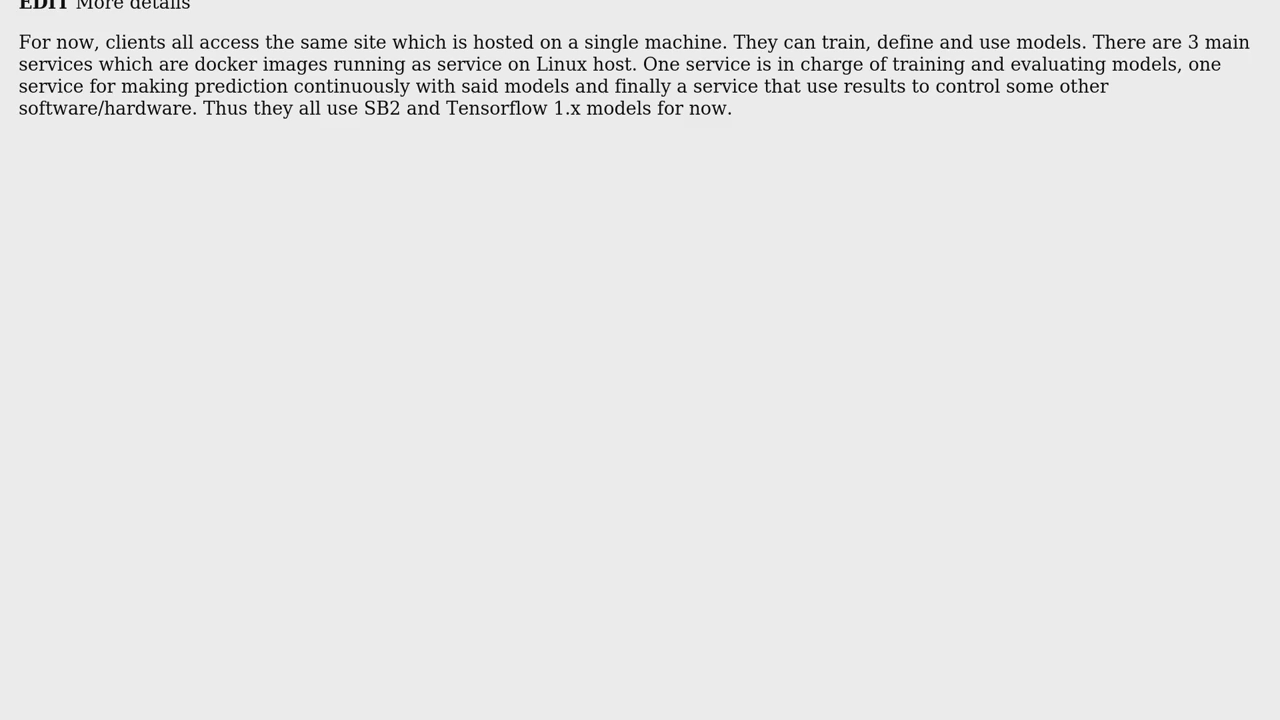 EDIT More details
For now, clients all access the same site which is hosted on a single machine. They can train, define and use models. There are 3 main
services which are docker images running as service on Linux host. One service is in charge of training and evaluating models, one
service for making prediction continuously with said models and finally a service that use results to control some other
software/hardware. Thus they all use SB2 and Tensorflow 1.x models for now.